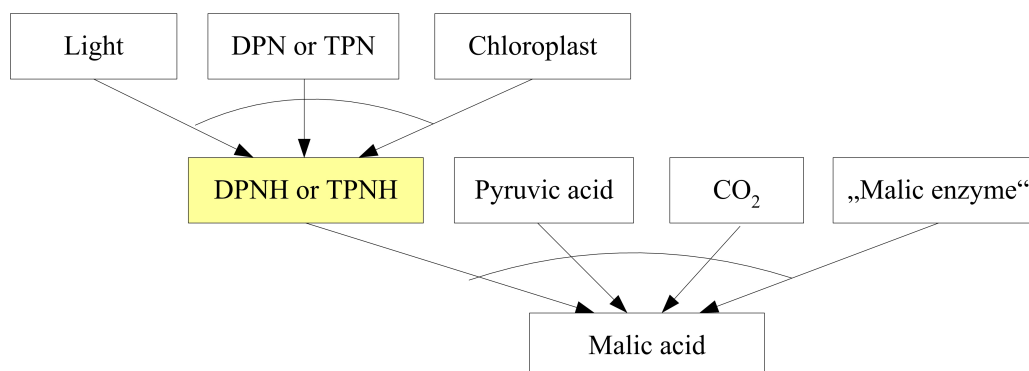 Light
DPN or TPN
Chloroplast
DPNH or TPNH
Pyruvic acid
CO₂
„Malic enzyme“
Malic acid